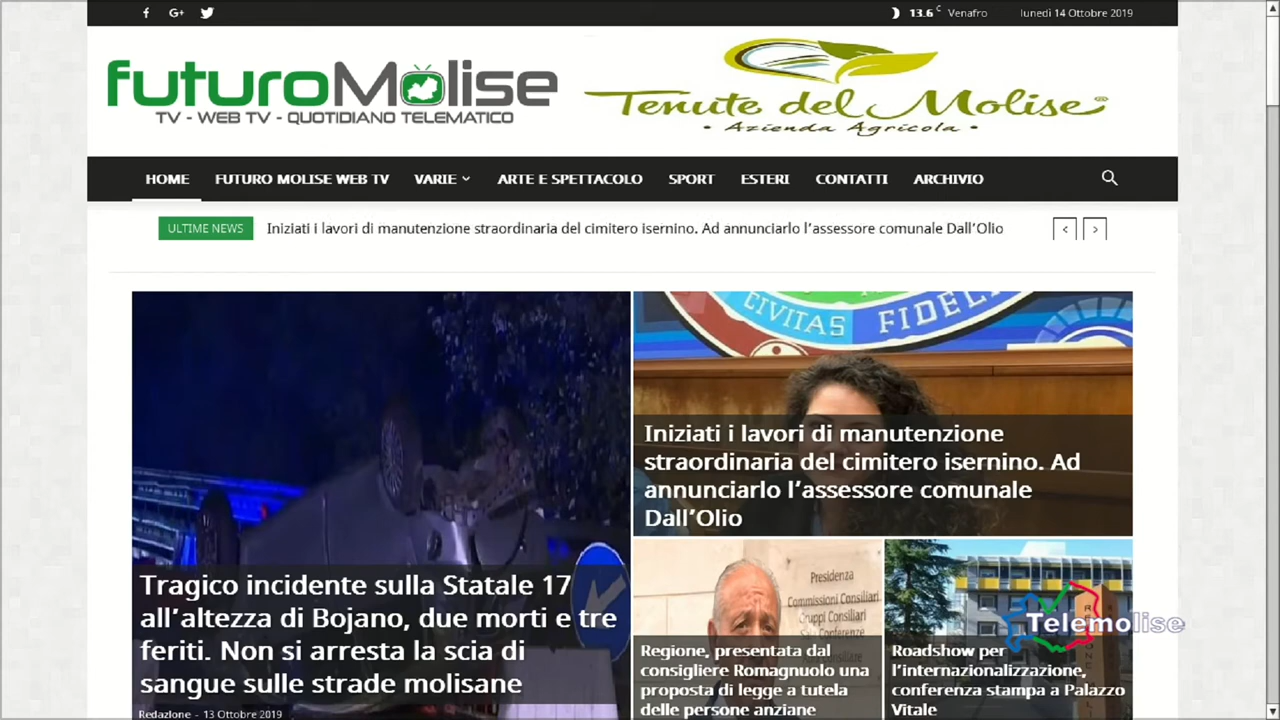 13.6 C Venafro lunedì 14 Ottobre 2019
futuroMolise
TV - WEB TV - QUOTIDIANO TELEMATICO
Tenute del Molise®
• Azienda Agricola •
HOME FUTURO MOLISE WEB TV VARIE ARTE E SPETTACOLO SPORT ESTERI CONTATTI ARCHIVIO
ULTIME NEWS Iniziati i lavori di manutenzione straordinaria del cimitero isernino. Ad annunciarlo l’assessore comunale Dall’Olio
CIVITAS FIDEL
Iniziati i lavori di manutenzione
straordinaria del cimitero isernino. Ad
annunciarlo l’assessore comunale
Dall’Olio
Tragico incidente sulla Statale 17
all’altezza di Bojano, due morti e tre
feriti. Non si arresta la scia di
sangue sulle strade molisane
Redazione - 13 Ottobre 2019
Presidenza
Commissioni Consiliari
Gruppi Consiliari
Sala Conferenze
Regione, presentata dal
consigliere Romagnuolo una
proposta di legge a tutela
delle persone anziane
Telemolise
Roadshow per
l’internazionalizzazione,
conferenza stampa a Palazzo
Vitale